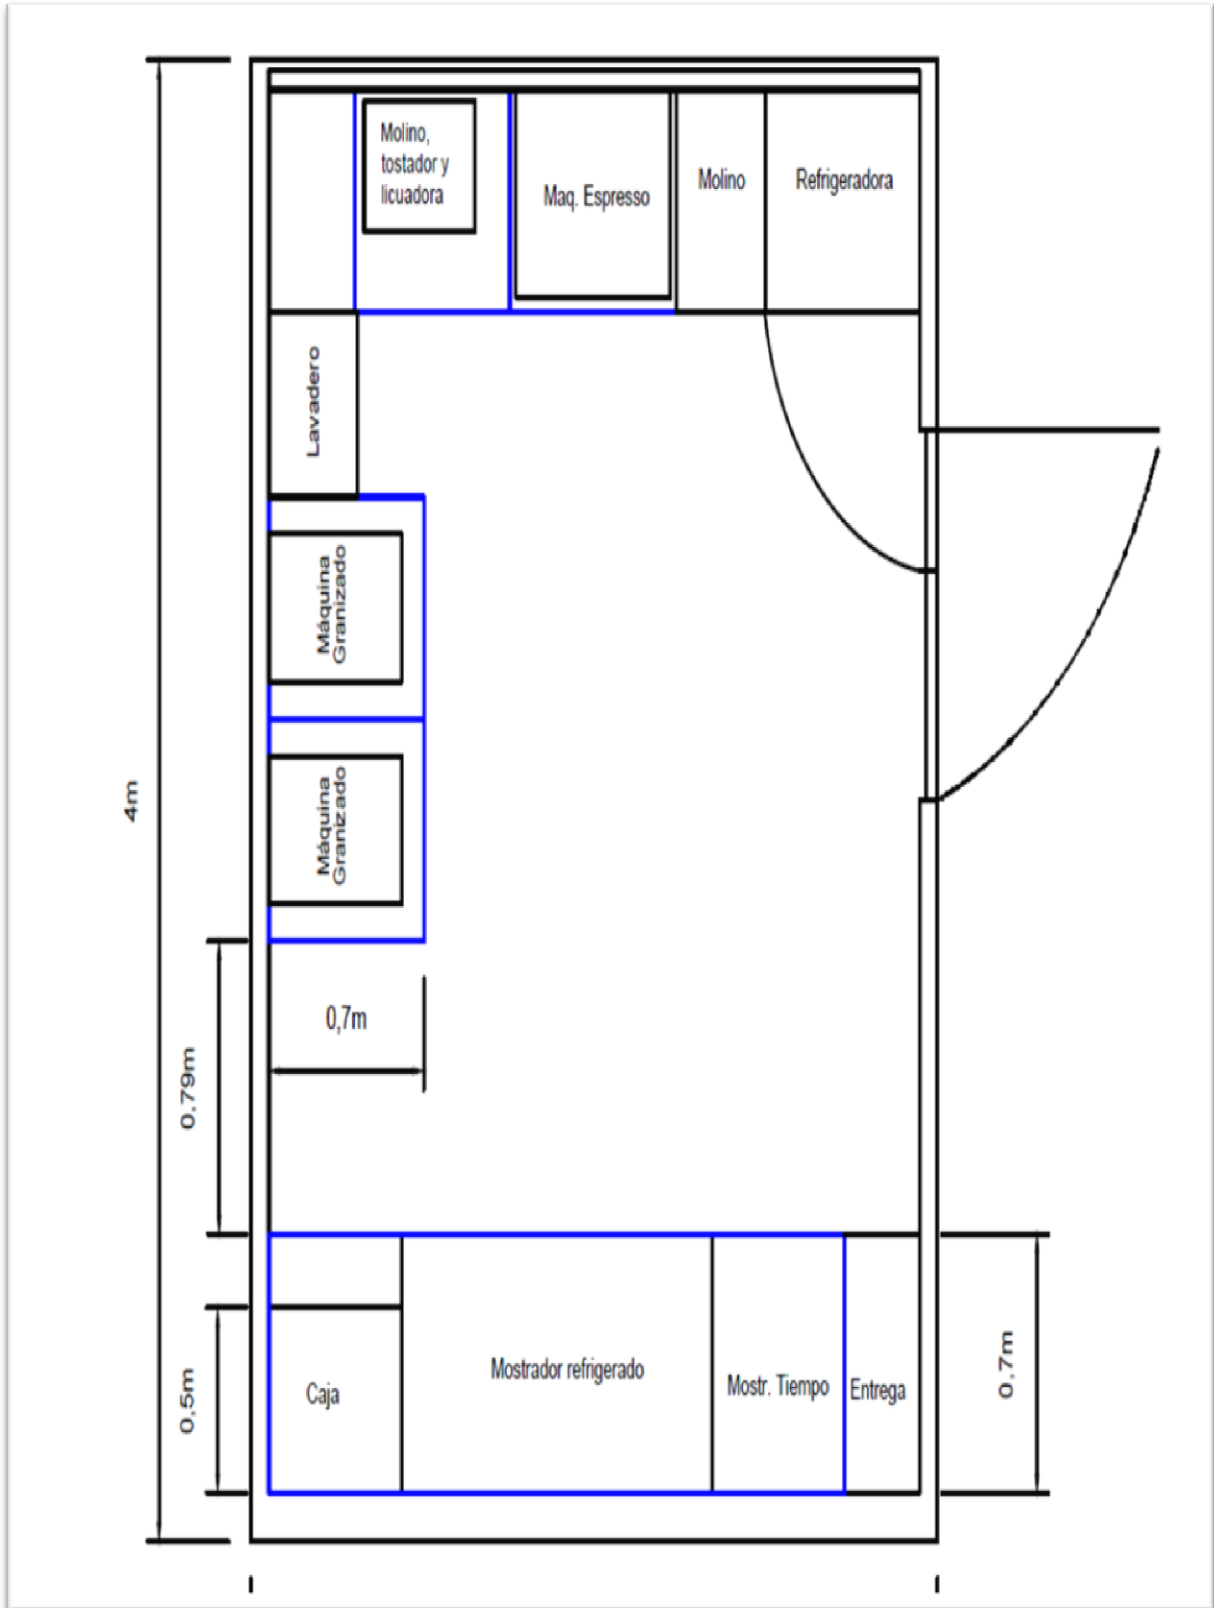 Molino,
tostador y
licuadora
Maq. Espresso
Molino
Refrigeradora
Lavadero
Máquina
Granizado
Máquina
Granizado
4m
0,7m
0,79m
Caja
Mostrador refrigerado
Mostr. Tiempo
Entrega
0,5m
0,7m